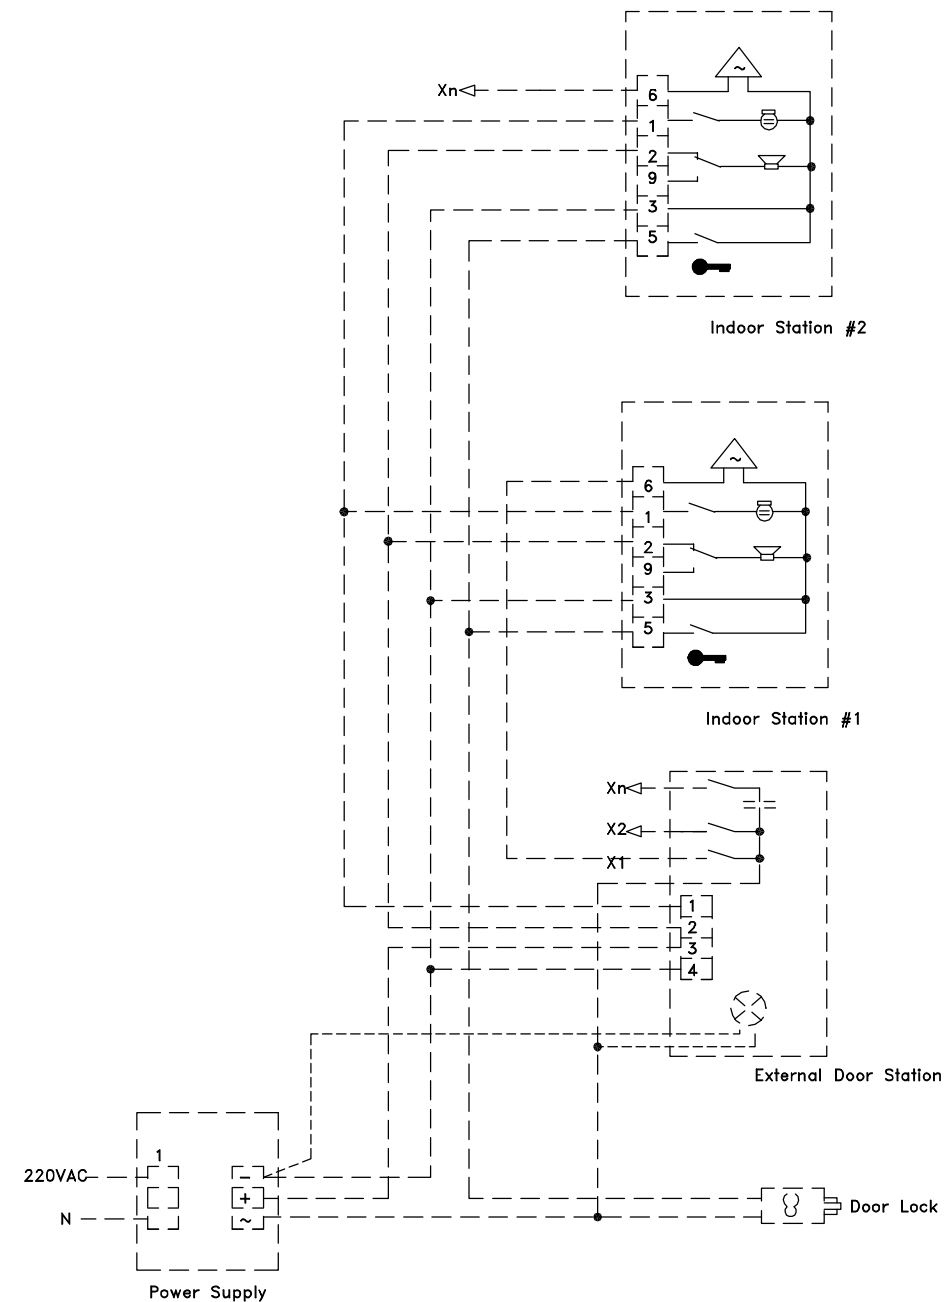 Xn
6
1
2
9
3
5
Indoor Station #2
6
1
2
9
3
5
Indoor Station #1
Xn
X2
X1
1
2
3
4
External Door Station
1
220VAC
−
+
N
~
Door Lock
Power Supply